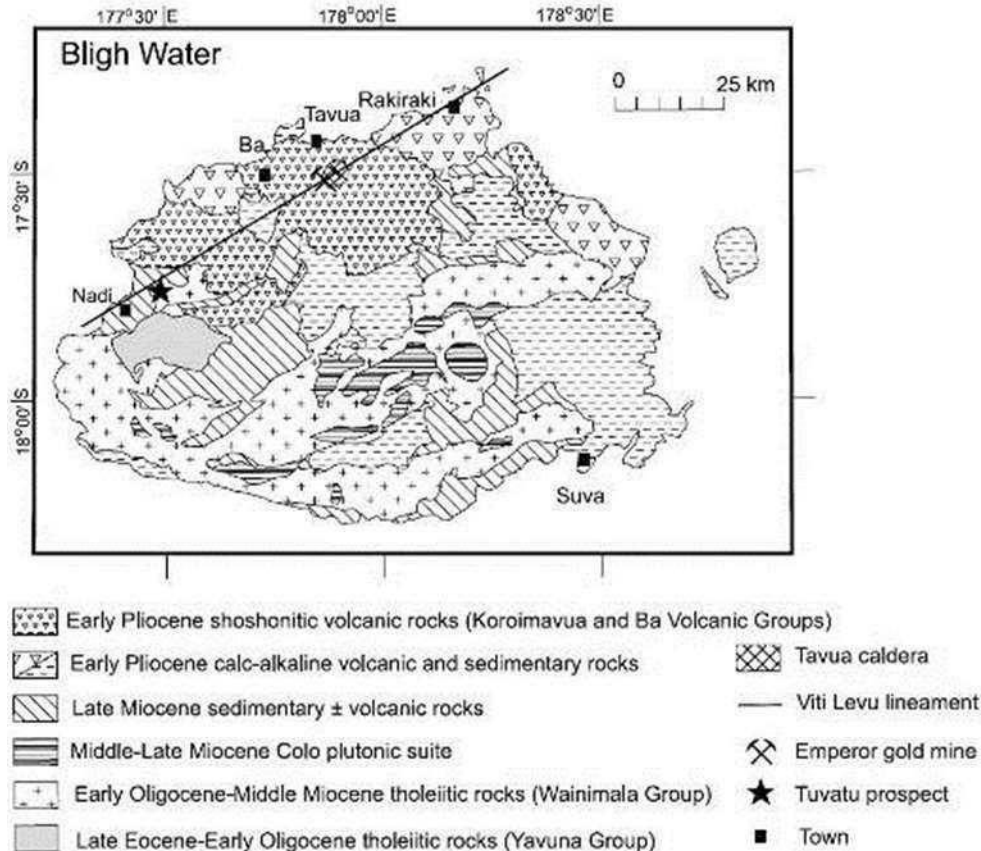 177°30' E 178°00' E 178°30' E
Bligh Water
0 25 km
Rakiraki
Tavua
Ba
17°30' S
Nadi
18°00' S
Suva
Early Pliocene shoshonitic volcanic rocks (Koroimavua and Ba Volcanic Groups)
Early Pliocene calc-alkaline volcanic and sedimentary rocks
Late Miocene sedimentary ± volcanic rocks
Middle-Late Miocene Colo plutonic suite
Early Oligocene-Middle Miocene tholeiitic rocks (Wainimala Group)
Late Eocene-Early Oligocene tholeiitic rocks (Yavuna Group)
Tavua caldera
Viti Levu lineament
Emperor gold mine
Tuvatu prospect
Town